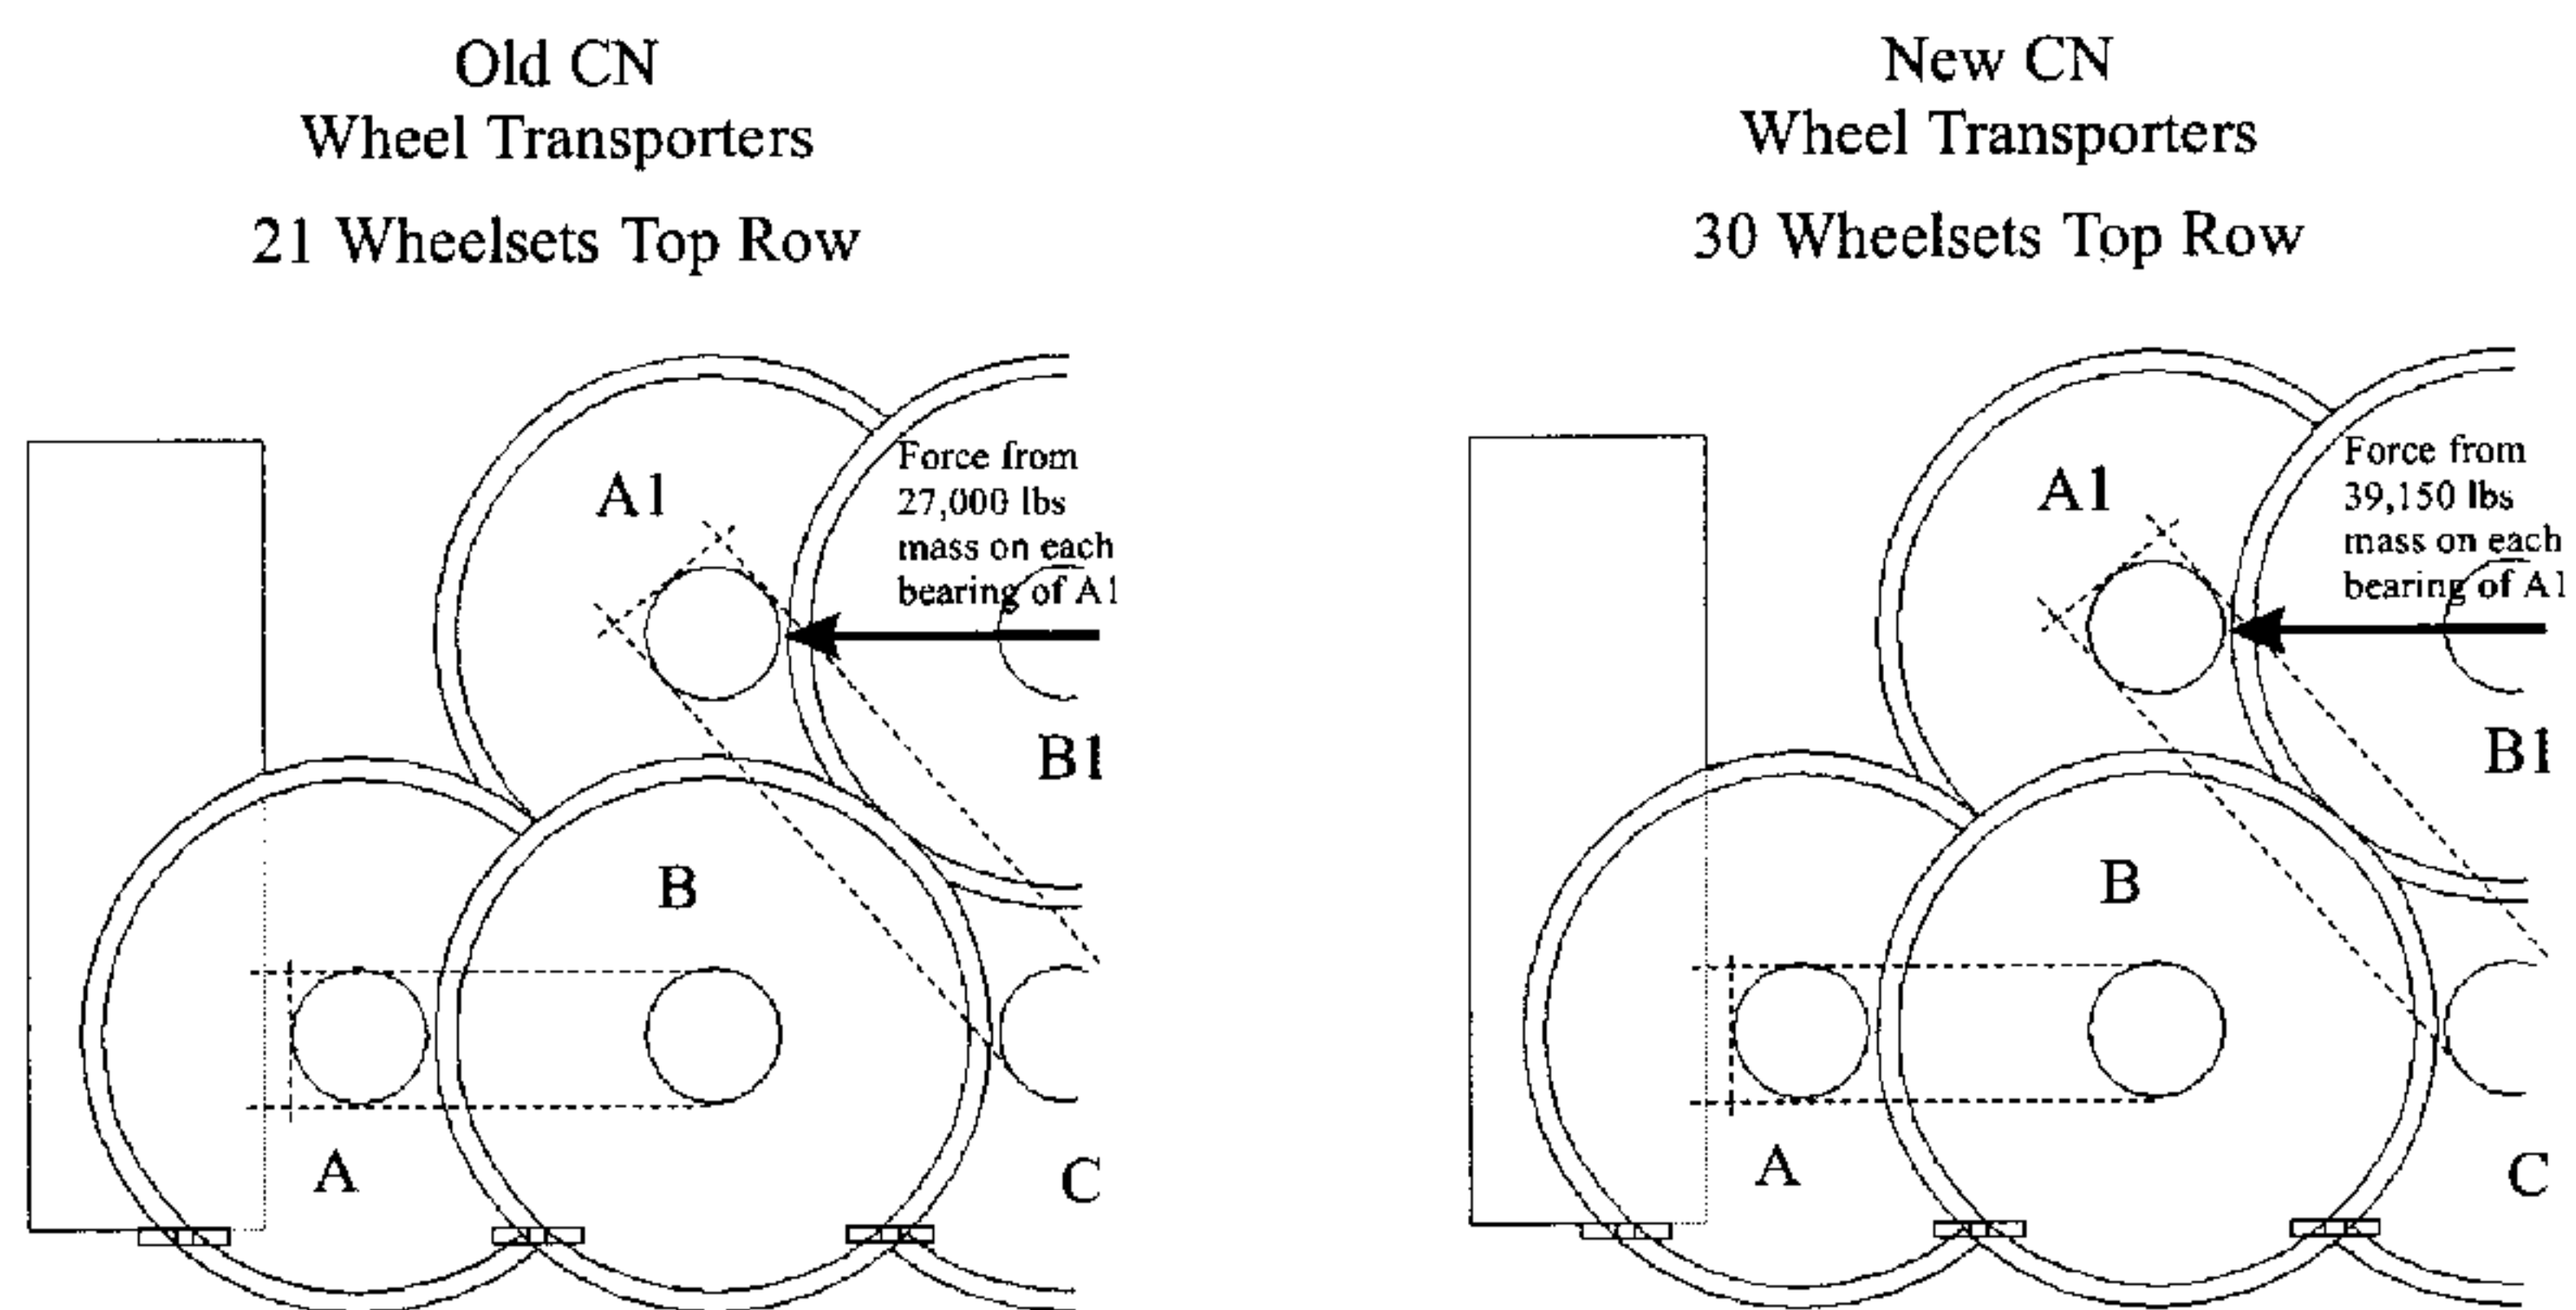 Old CN
Wheel Transporters
21 Wheelsets Top Row
A1
Force from
27,000 lbs
mass on each
bearing of A1
B1
B
A
C
New CN
Wheel Transporters
30 Wheelsets Top Row
A1
Force from
39,150 lbs
mass on each
bearing of A1
B1
B
A
C